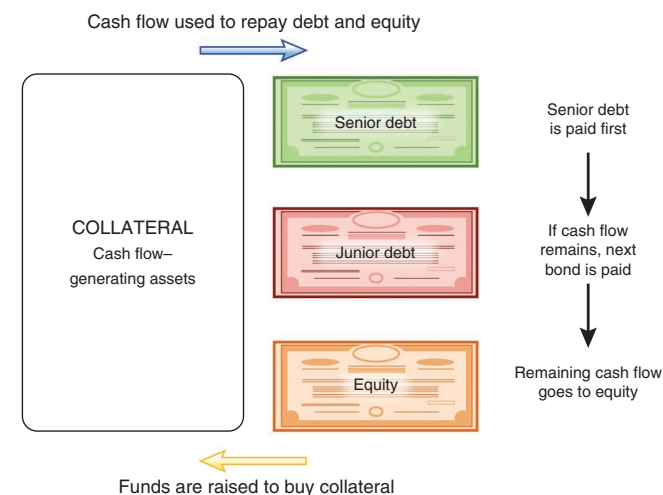 Cash flow used to repay debt and equity
COLLATERAL
Cash flow–
generating assets
Senior debt
Junior debt
Equity
Senior debt
is paid first
If cash flow
remains, next
bond is paid
Remaining cash flow
goes to equity
Funds are raised to buy collateral